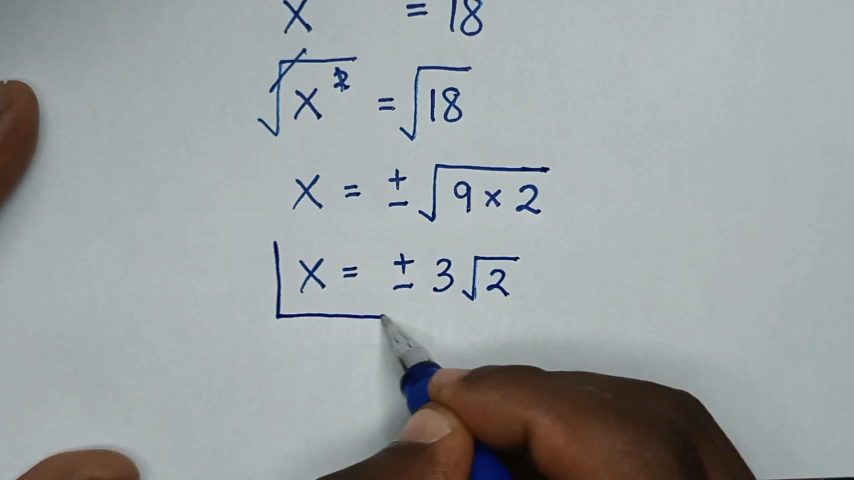 X = 18
√X² = √18
X = ± √9 × 2
X = ± 3√2